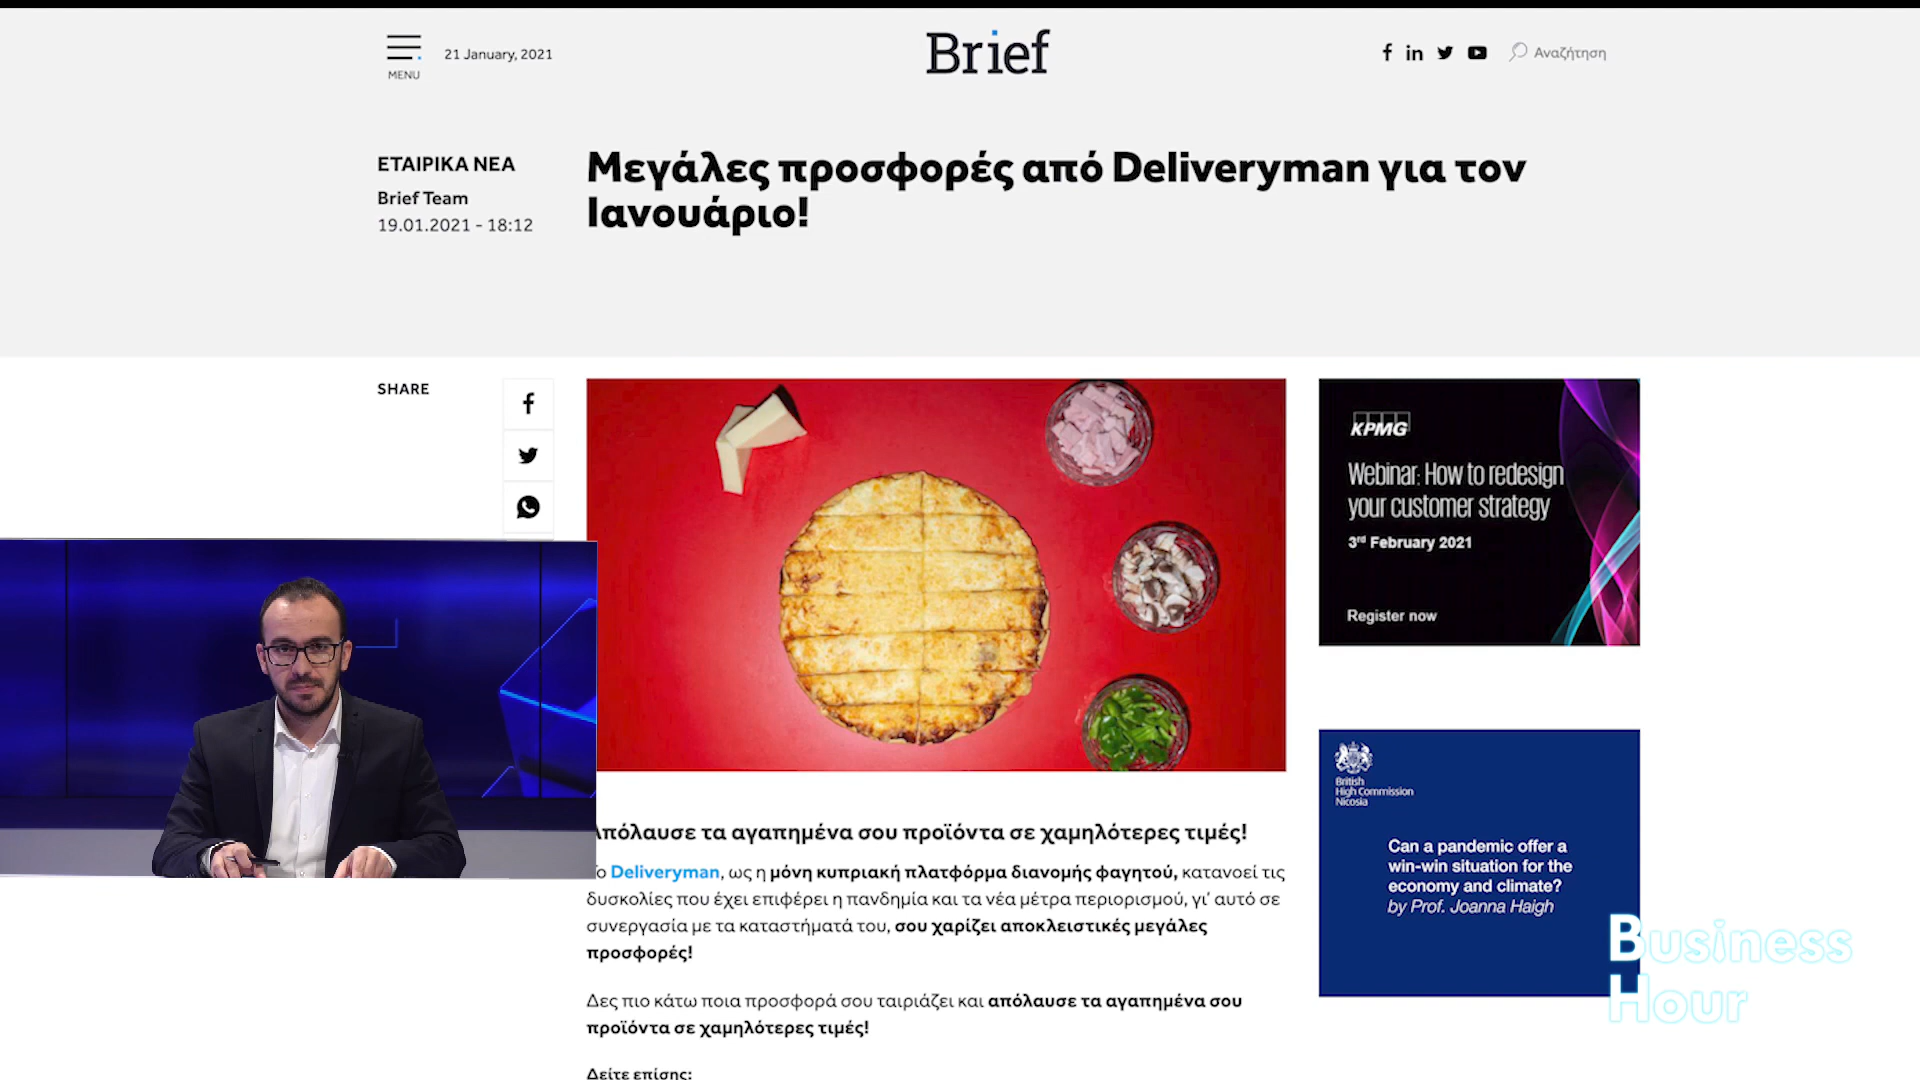 21 January, 2021
MENU
Brief
Αναζήτηση
ΕΤΑΙΡΙΚΑ ΝΕΑ
Brief Team
19.01.2021 - 18:12
Μεγάλες προσφορές από Deliveryman για τον
Ιανουάριο!
SHARE
KPMG
Webinar: How to redesign
your customer strategy
3rd February 2021
Register now
British
High Commission
Nicosia
Can a pandemic offer a
win-win situation for the
economy and climate?
by Prof. Joanna Haigh
Απόλαυσε τα αγαπημένα σου προϊόντα σε χαμηλότερες τιμές!
Το Deliveryman, ως η μόνη κυπριακή πλατφόρμα διανομής φαγητού, κατανοεί τις
δυσκολίες που έχει επιφέρει η πανδημία και τα νέα μέτρα περιορισμού, γι' αυτό σε
συνεργασία με τα καταστήματά του, σου χαρίζει αποκλειστικές μεγάλες
προσφορές!
Δες πιο κάτω ποια προσφορά σου ταιριάζει και απόλαυσε τα αγαπημένα σου
προϊόντα σε χαμηλότερες τιμές!
Δείτε επίσης:
Business
Hour